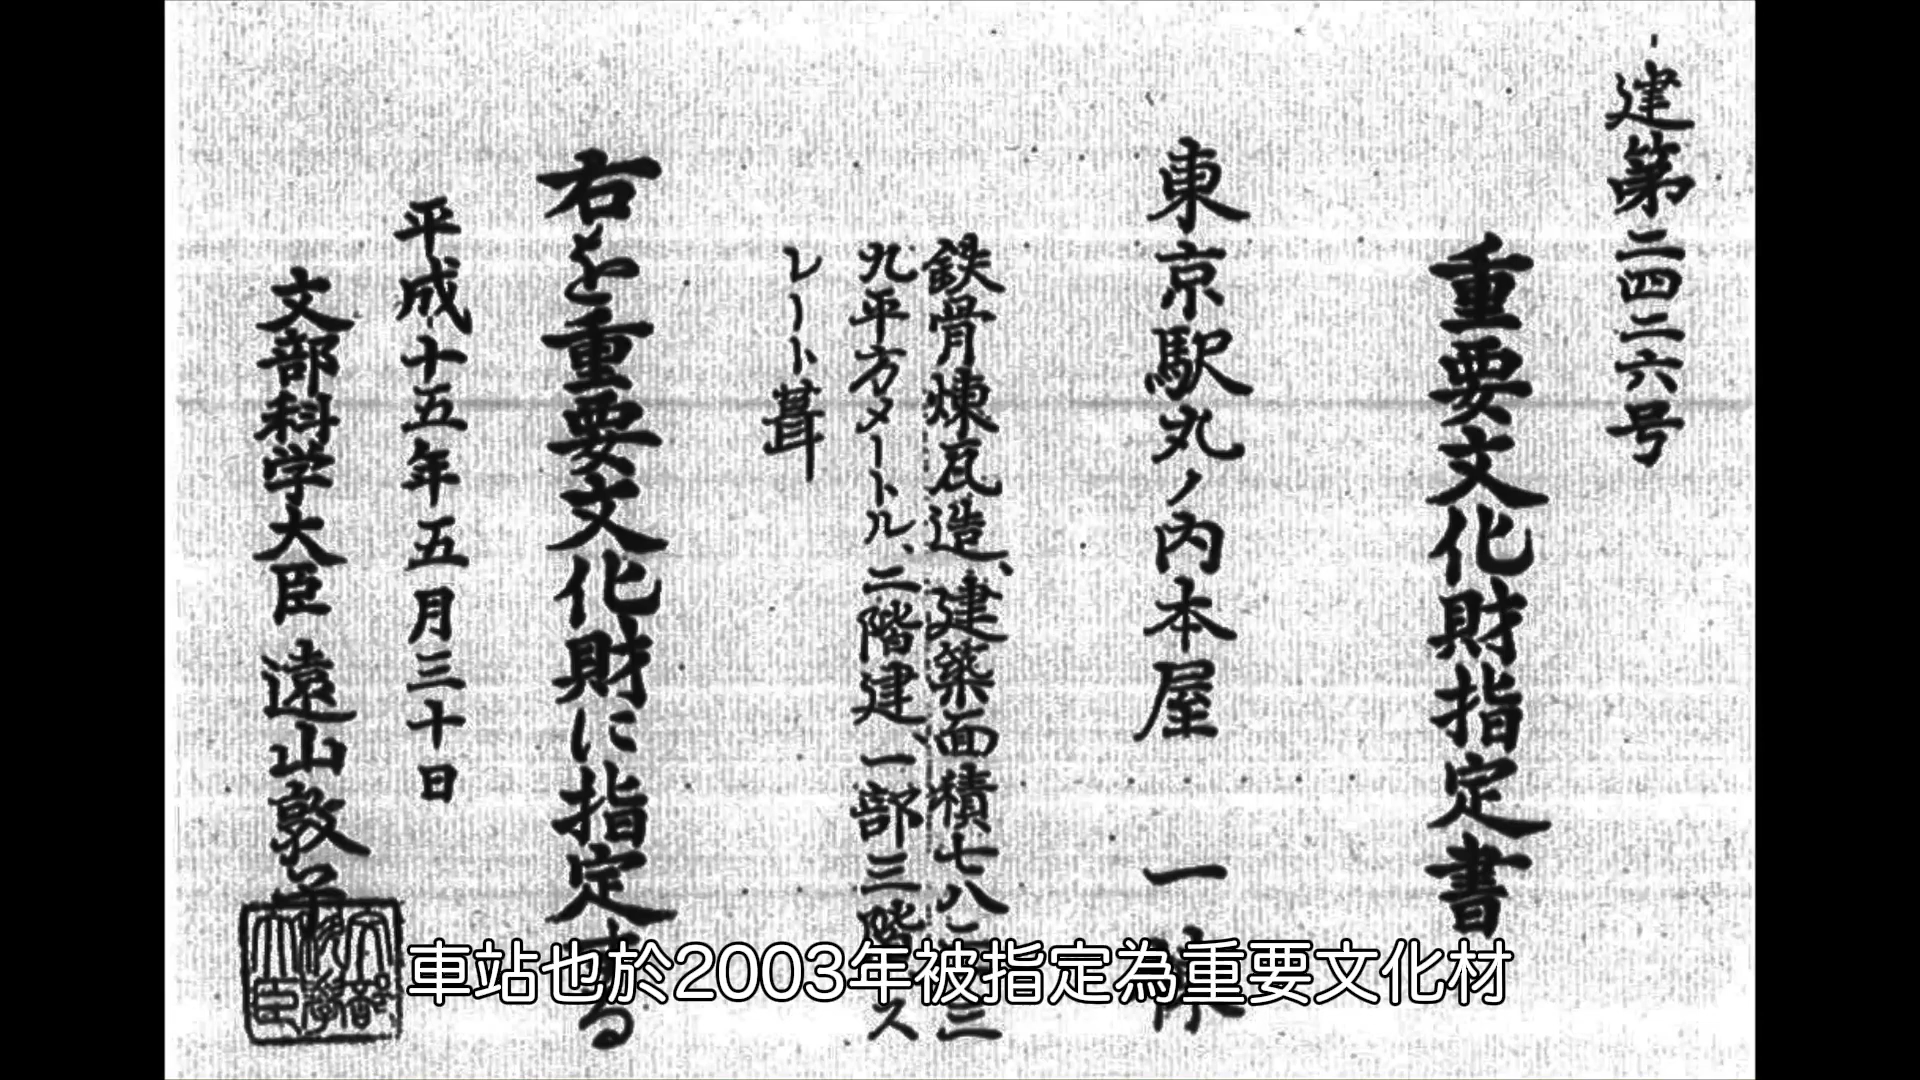 建第二四二六号
重要文化財指定書
東京駅丸ノ内本屋 一棟
鉄骨煉瓦造、建築面積七八
九平方メートル、二階建、一部三階、ス
レート葺
右を重要文化財に指定する
平成十五年五月三十日
文部科学大臣 遠山敦子
車站也於2003年被指定為重要文化材